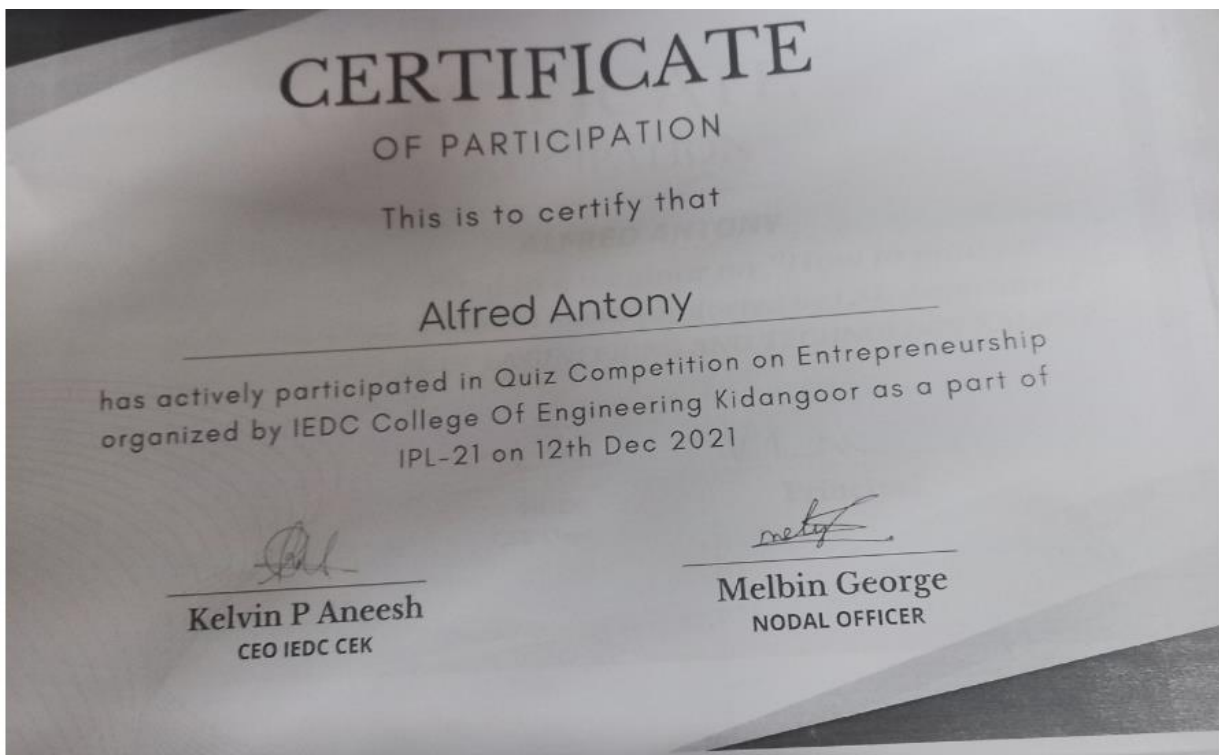 CERTIFICATE
OF PARTICIPATION
This is to certify that
Alfred Antony
has actively participated in Quiz Competition on Entrepreneurship
organized by IEDC College Of Engineering Kidangoor as a part of
IPL-21 on 12th Dec 2021
Kelvin P Aneesh
CEO IEDC CEK
Melbin George
NODAL OFFICER